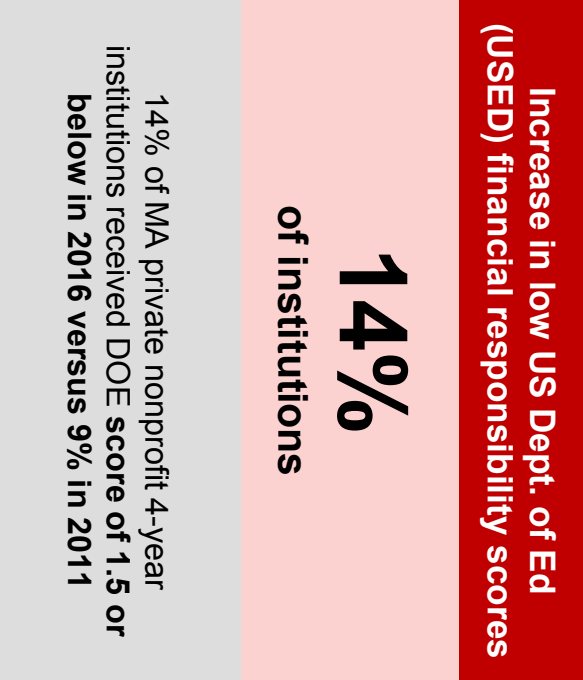 Increase in low US Dept. of Ed
(USED) financial responsibility scores
14%
of institutions
14% of MA private nonprofit 4-year
institutions received DOE score of 1.5 or
below in 2016 versus 9% in 2011